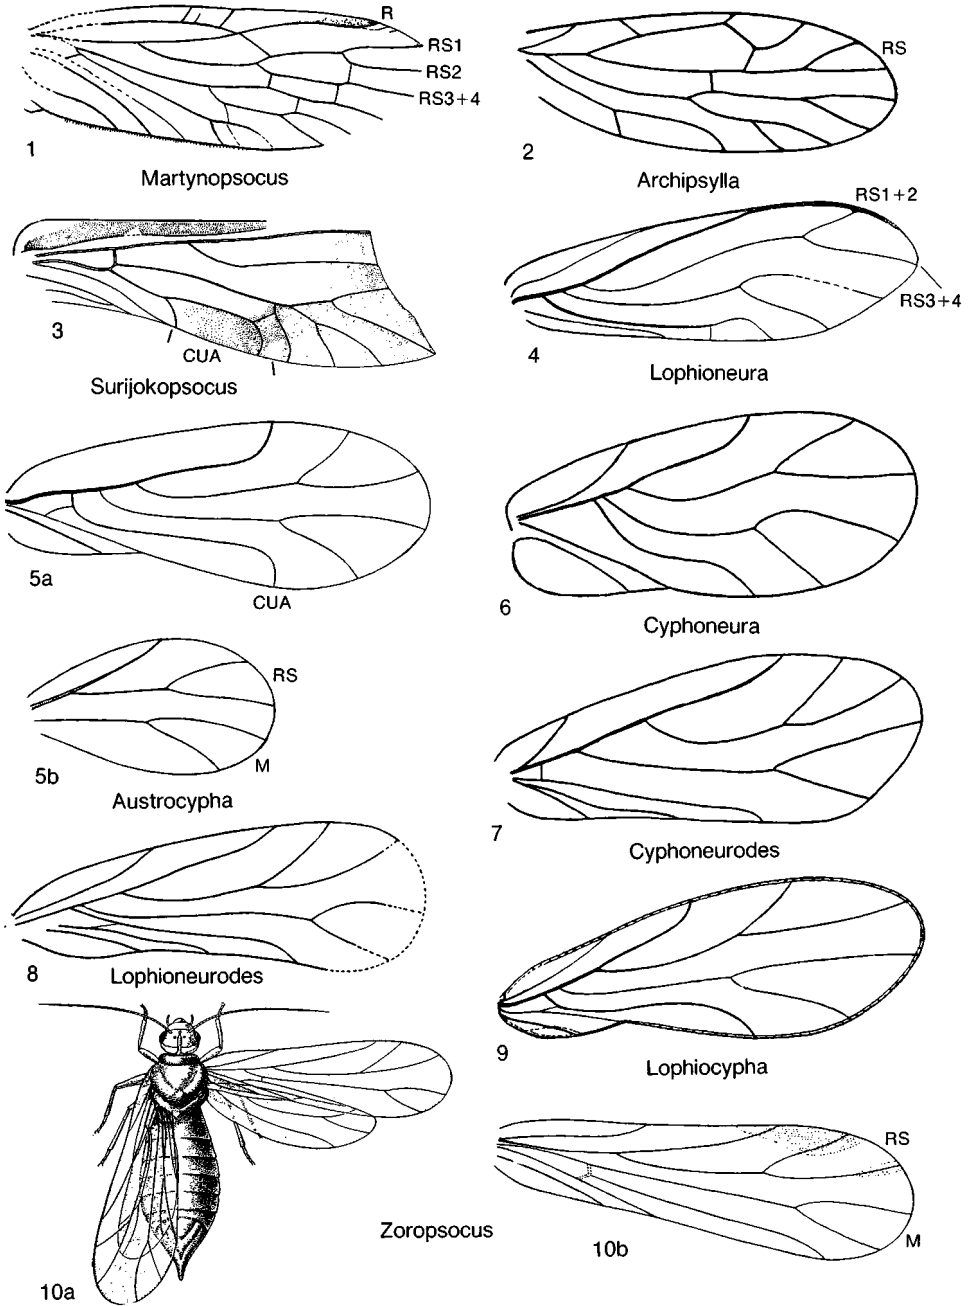 R
RS1
RS2
RS3+4
1
Martynopsocus
RS
2
Archipsylla
3
CUA
Surijokopsocus
RS1+2
RS3+4
4
Lophioneura
5a
CUA
6
Cyphoneura
RS
M
5b
Austrocypha
7
Cyphoneurodes
8
Lophioneurodes
9
Lophiocypha
10a
Zoropsocus
RS
M
10b